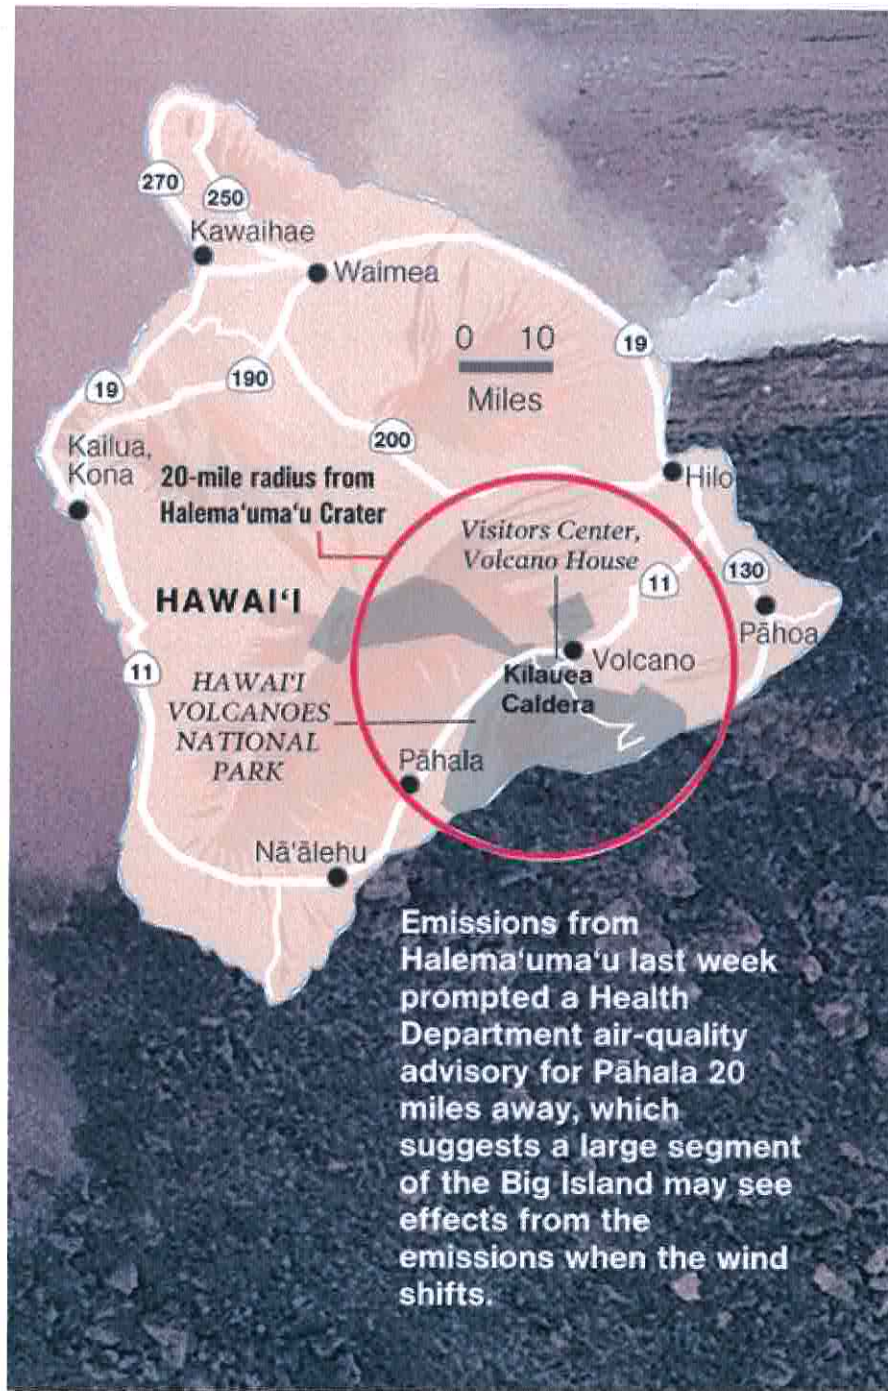 270
250
Kawaihae
Waimea
0 10
Miles
19
19
190
200
Kailua,
Kona
20-mile radius from
Halema‘uma‘u Crater
Hilo
Visitors Center,
Volcano House
11
130
HAWAI‘I
Pāhoa
Volcano
Kilauea
Caldera
11
HAWAI‘I
VOLCANOES
NATIONAL
PARK
Pāhala
Nā‘ālehu
Emissions from
Halema‘uma‘u last week
prompted a Health
Department air-quality
advisory for Pāhala 20
miles away, which
suggests a large segment
of the Big Island may see
effects from the
emissions when the wind
shifts.